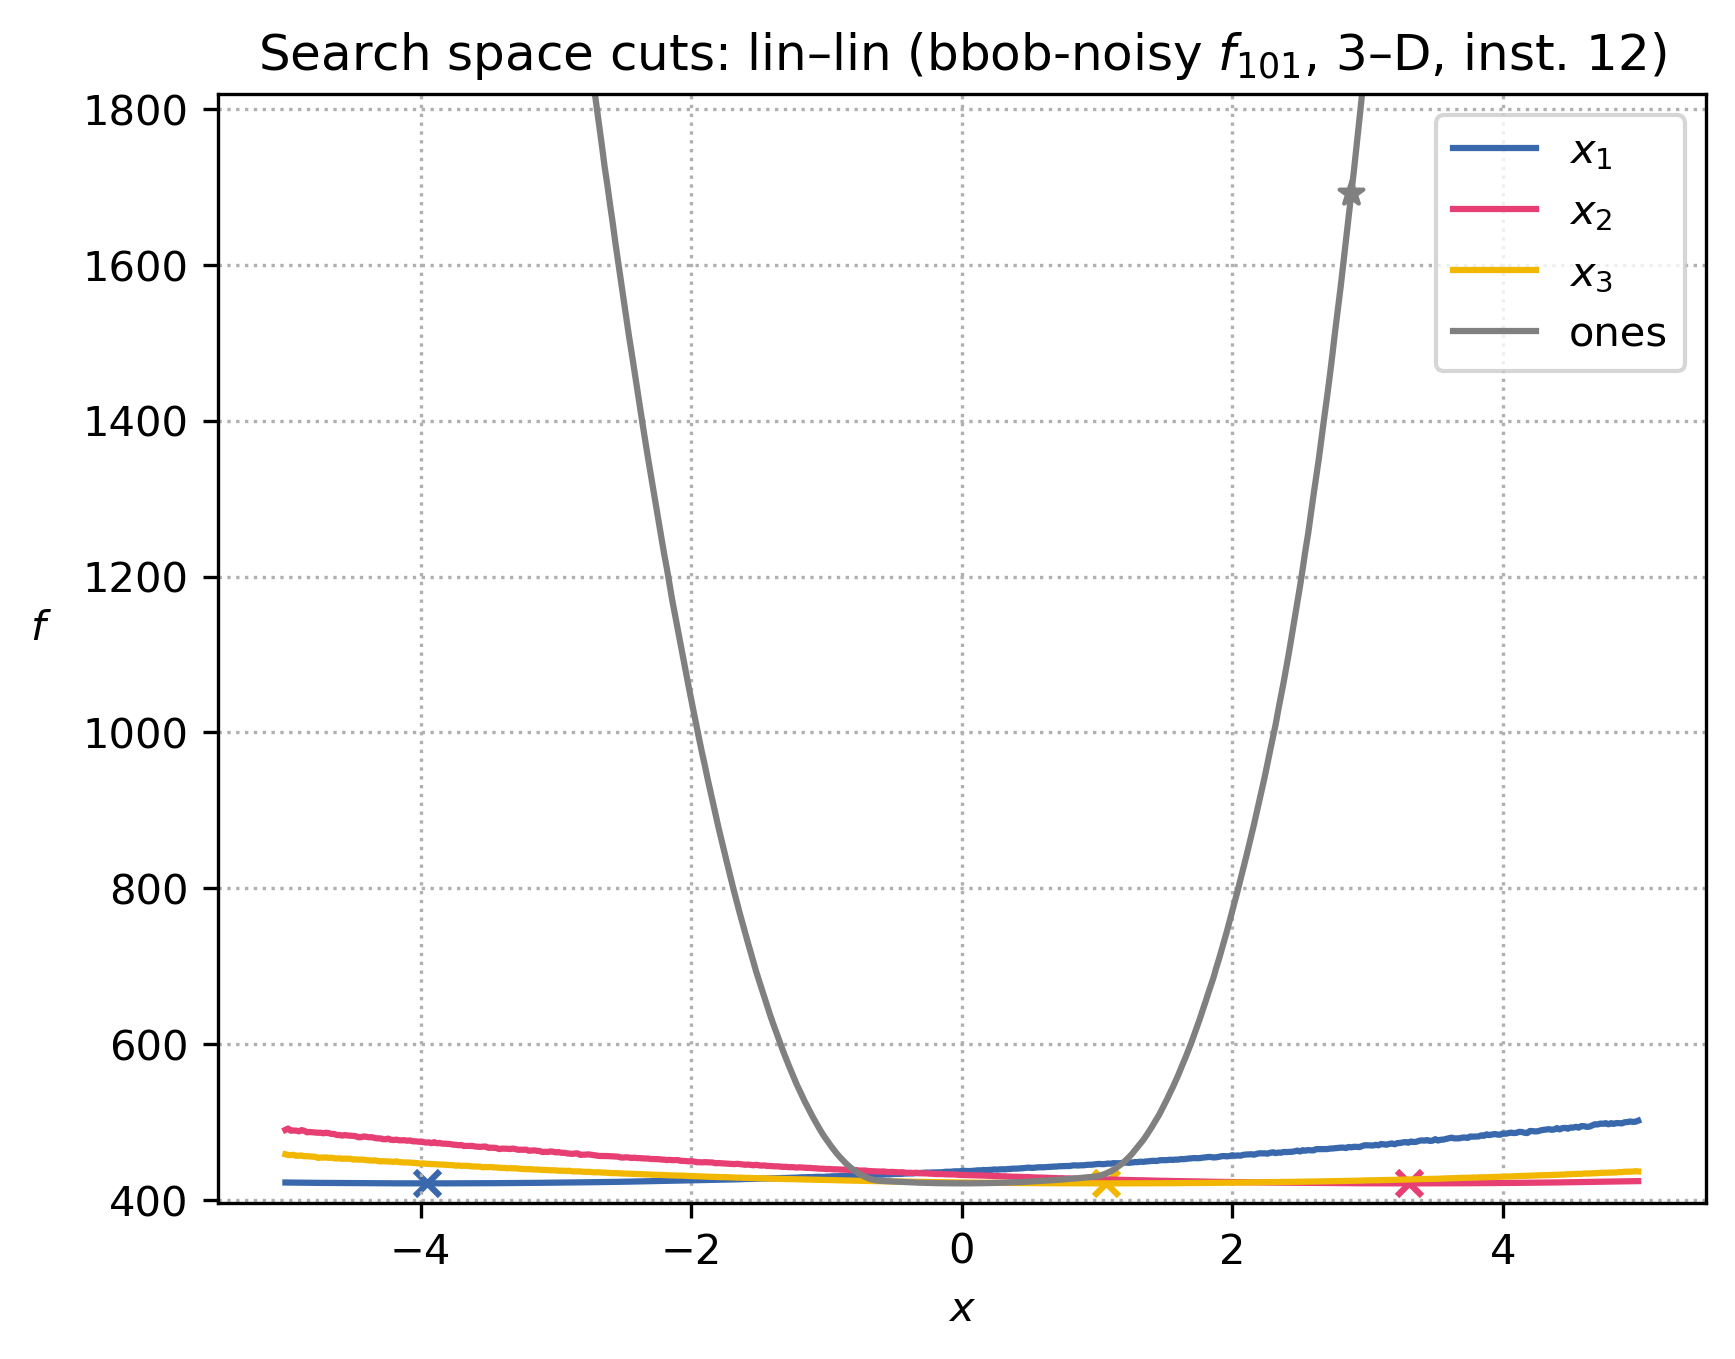 Search space cuts: lin–lin (bbob-noisy f₁₀₁, 3–D, inst. 12)
1800
1600
1400
1200
1000
800
600
400
f
−4
−2
0
2
4
x
x₁
x₂
x₃
ones